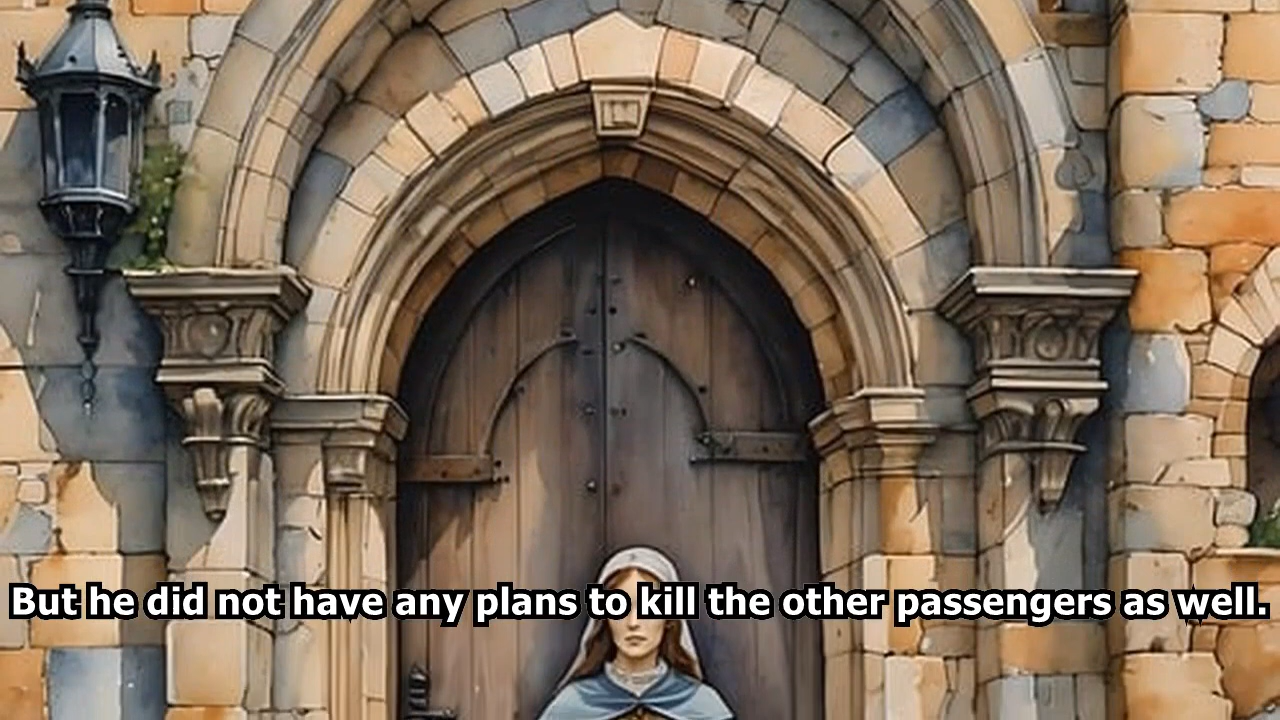 But he did not have any plans to kill the other passengers as well.